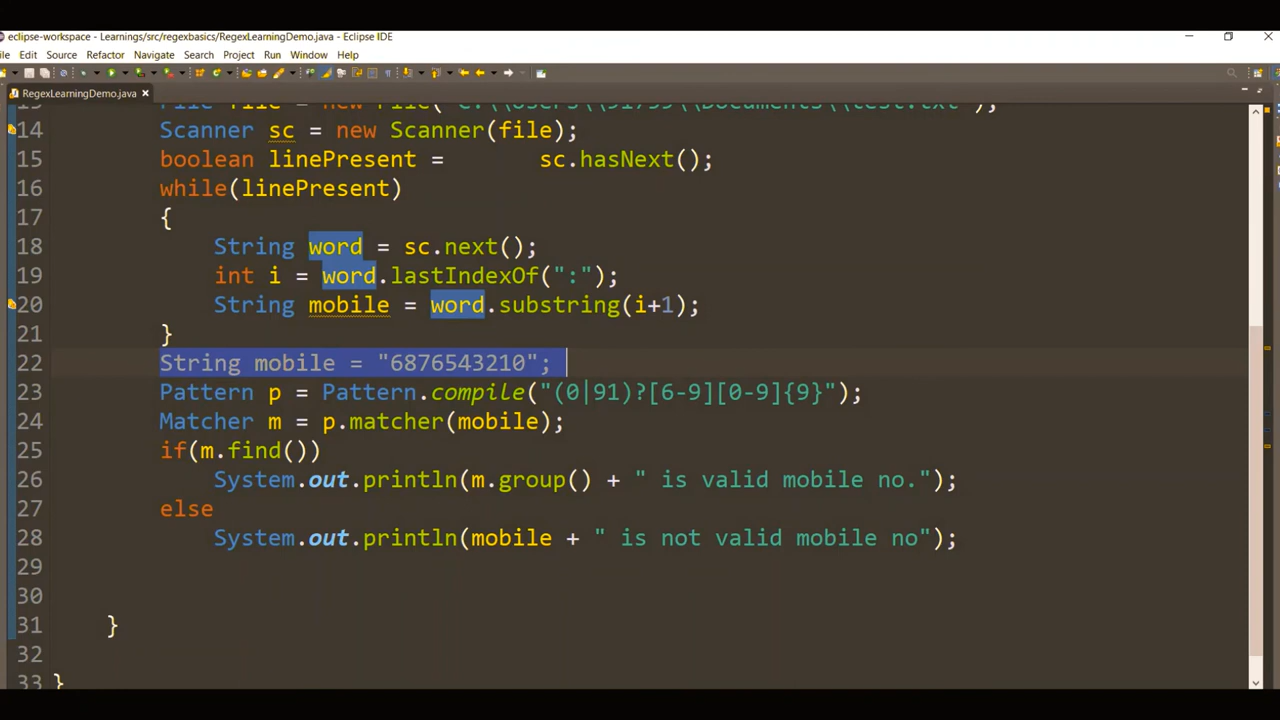 eclipse-workspace - Learnings/src/regexbasics/RegexLearningDemo.java - Eclipse IDE
Edit Source Refactor Navigate Search Project Run Window Help
RegexLearningDemo.java
14 Scanner sc = new Scanner(file);
15 boolean linePresent = sc.hasNext();
16 while(linePresent)
17 {
18 String word = sc.next();
19 int i = word.lastIndexOf(":");
20 String mobile = word.substring(i+1);
21 }
22 String mobile = "6876543210";
23 Pattern p = Pattern.compile("(0|91)?[6-9][0-9]{9}");
24 Matcher m = p.matcher(mobile);
25 if(m.find())
26 System.out.println(m.group() + " is valid mobile no.");
27 else
28 System.out.println(mobile + " is not valid mobile no");
29
30
31 }
32
33 }